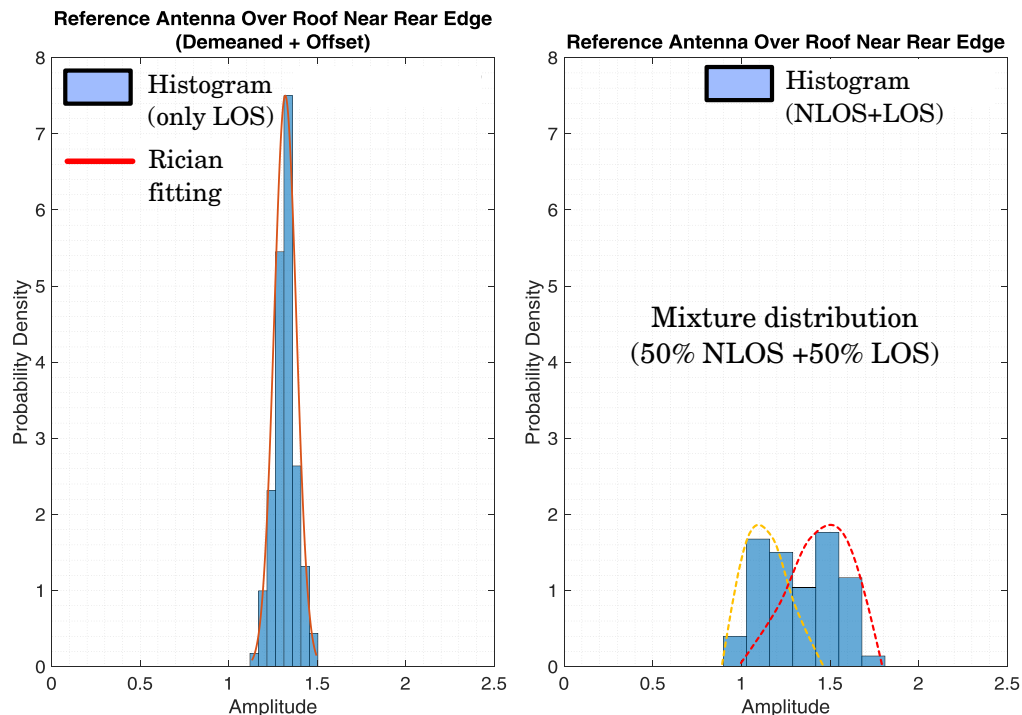 Reference Antenna Over Roof Near Rear Edge
(Demeaned + Offset)
Histogram
(only LOS)
Rician
fitting
Probability Density
8
7
6
5
4
3
2
1
0
0
0.5
1
1.5
2
2.5
Amplitude
Reference Antenna Over Roof Near Rear Edge
Histogram
(NLOS+LOS)
Mixture distribution
(50% NLOS +50% LOS)
Probability Density
8
7
6
5
4
3
2
1
0
0
0.5
1
1.5
2
2.5
Amplitude